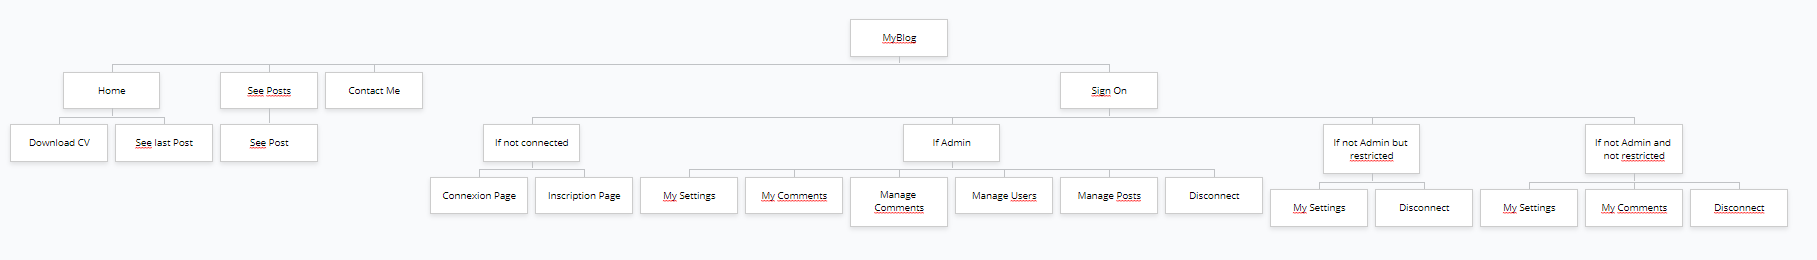 MyBlog
Home
See Posts
Contact Me
Sign On
Download CV
See last Post
See Post
If not connected
If Admin
If not Admin but
restricted
If not Admin and
not restricted
Connexion Page
Inscription Page
My Settings
My Comments
Manage
Comments
Manage Users
Manage Posts
Disconnect
My Settings
Disconnect
My Settings
My Comments
Disconnect